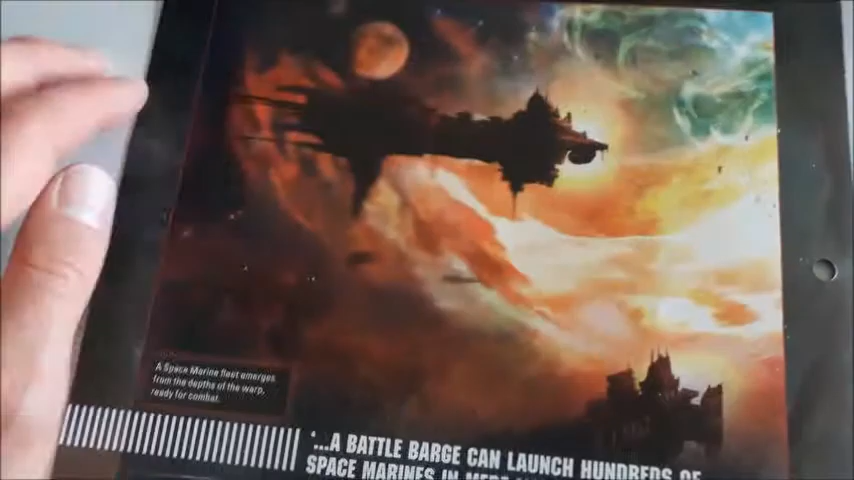 A Space Marine fleet emerges
from the depths of the warp,
ready for combat.
'...A BATTLE BARGE CAN LAUNCH HUNDREDS OF
SPACE MARINES IN MERE